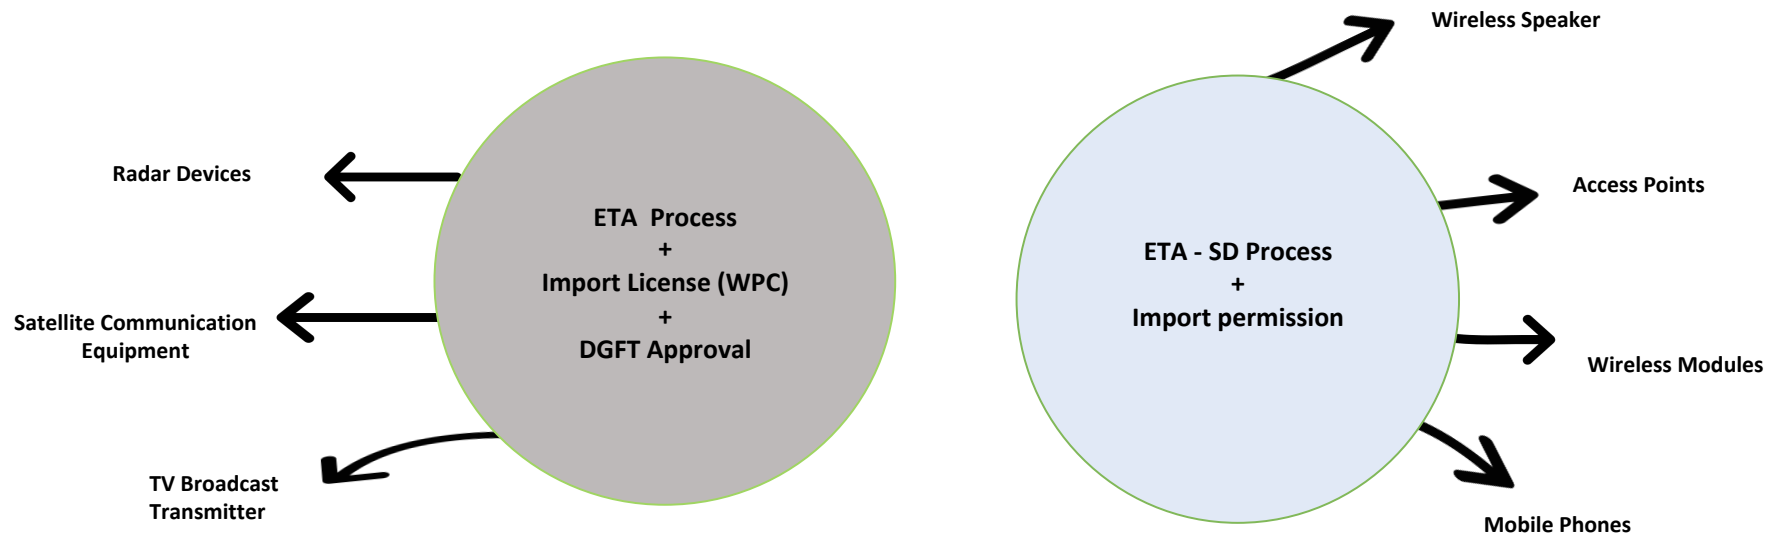 Radar Devices
Satellite Communication
Equipment
TV Broadcast
Transmitter
ETA  Process
+
Import License (WPC)
+
DGFT Approval
ETA - SD Process
+
Import permission
Wireless Speaker
Access Points
Wireless Modules
Mobile Phones